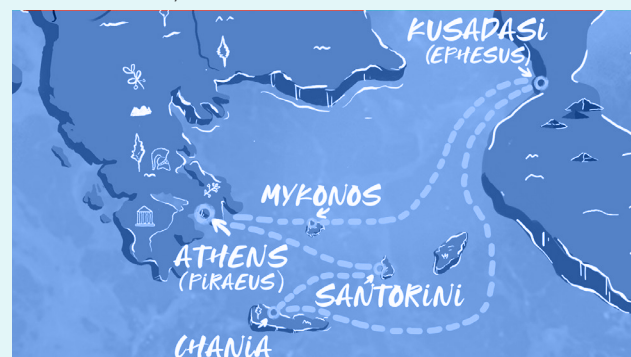 KUSADASI
(EPHESUS)
MYKONOS
ATHENS
(PIRAEUS)
SANTORINI
CHANIA